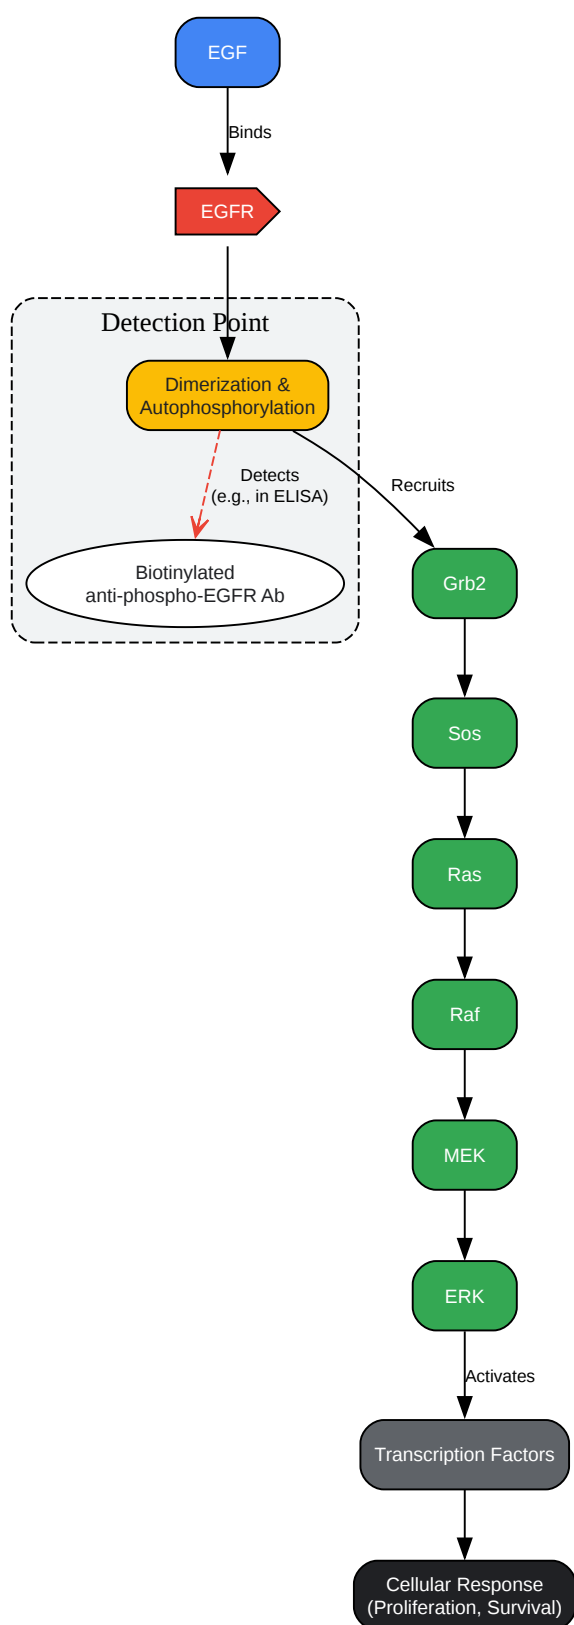 EGF
Binds
EGFR
Detection Point
Dimerization &
Autophosphorylation
Detects
(e.g., in ELISA)
Recruits
Biotinylated
anti-phospho-EGFR Ab
Grb2
Sos
Ras
Raf
MEK
ERK
Activates
Transcription Factors
Cellular Response
(Proliferation, Survival)